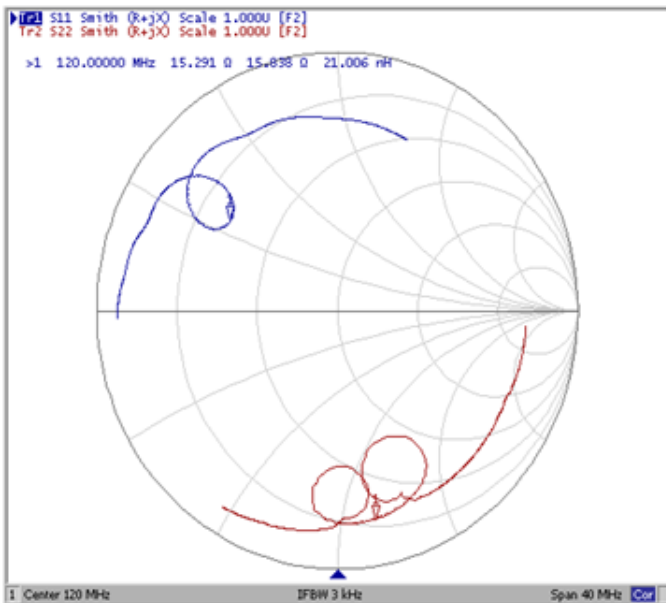 Tr1 S11 Smith (R+jX) Scale 1.000U [F2]
Tr2 S22 Smith (R+jX) Scale 1.000U [F2]
>1 120.00000 MHz 15.291 Ω 15.838 Ω 21.006 nH
1 Center 120 MHz IFBW 3 kHz Span 40 MHz Cor